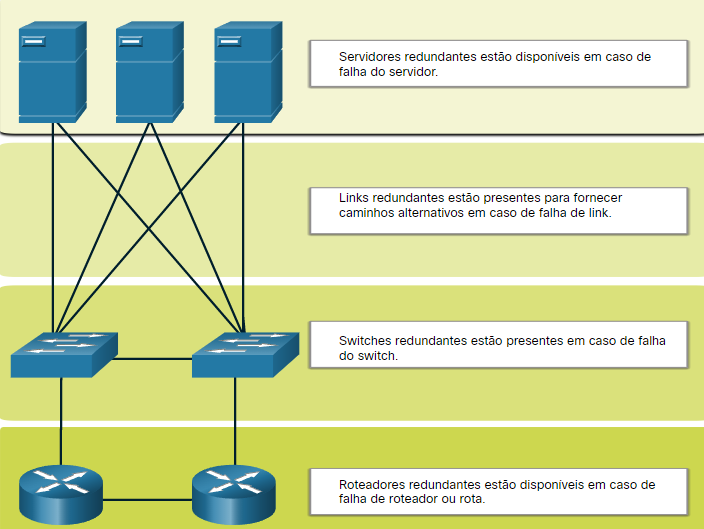 Servidores redundantes estão disponíveis em caso de
falha do servidor.
Links redundantes estão presentes para fornecer
caminhos alternativos em caso de falha de link.
Switches redundantes estão presentes em caso de falha
do switch.
Roteadores redundantes estão disponíveis em caso de
falha de roteador ou rota.